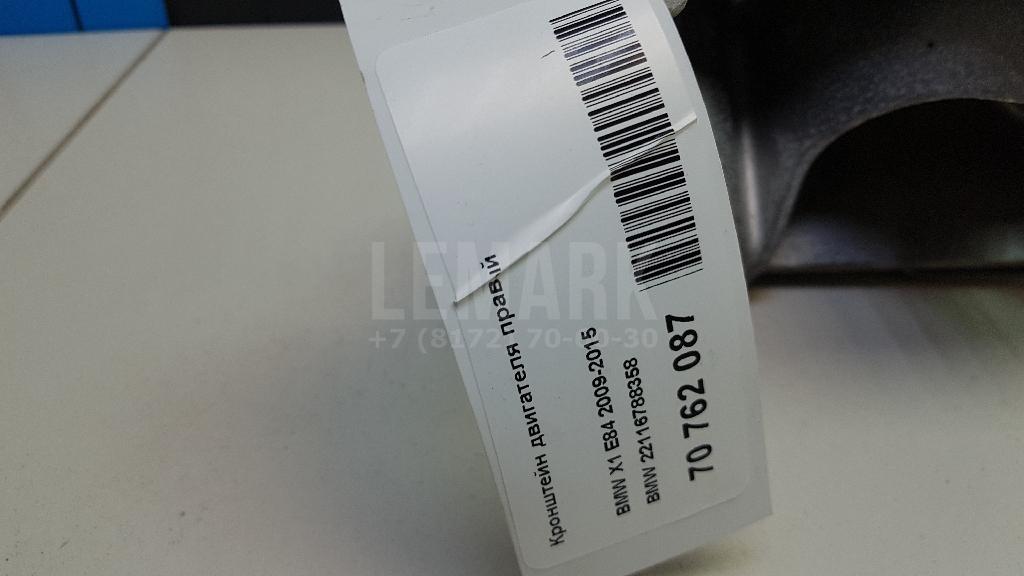 Кронштейн двигателя правый
BMW X1 E84 2009-2015
BMW 22116788358
70 762 087
LEMARK